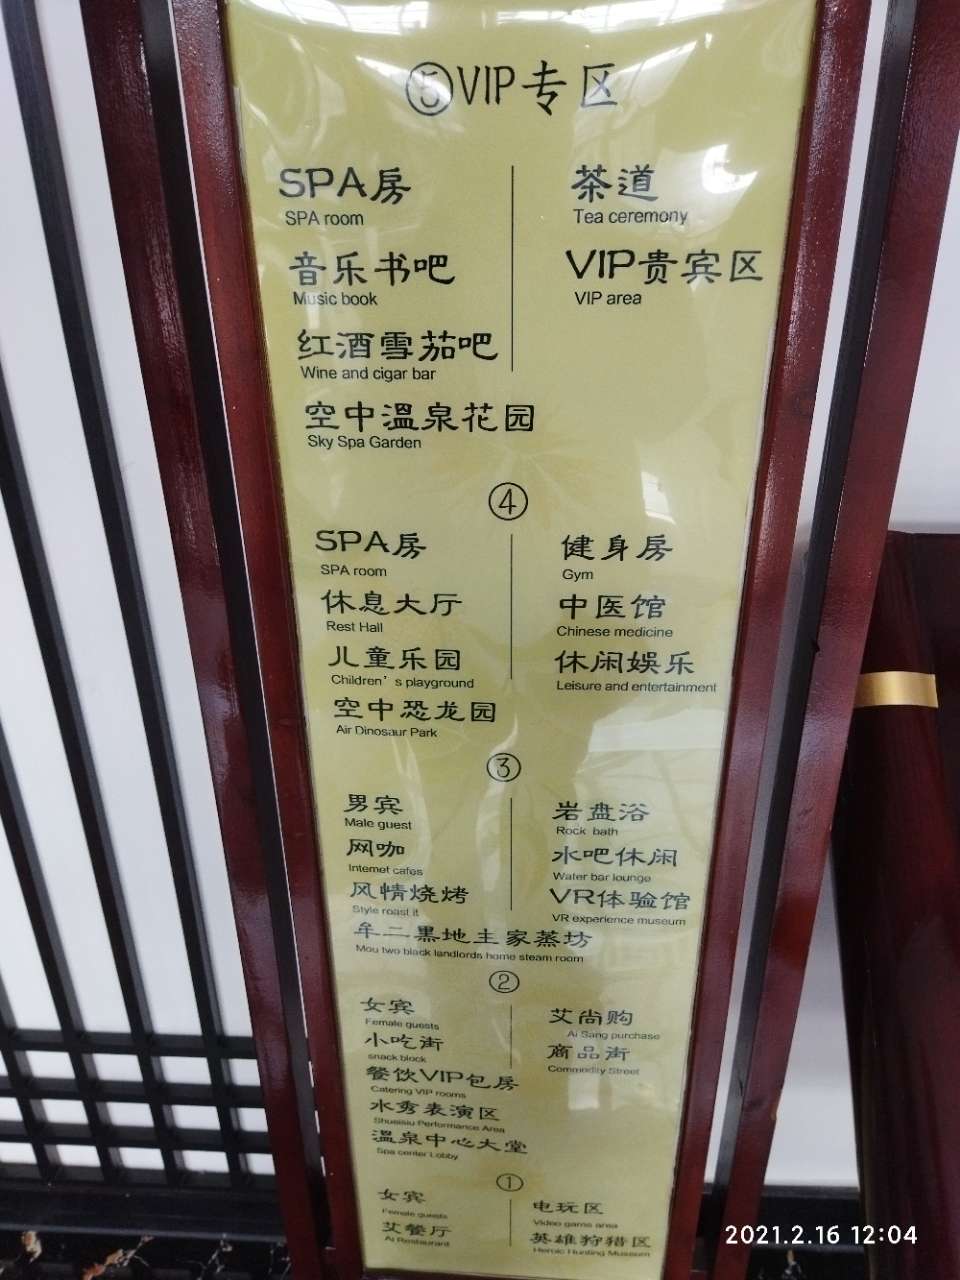 ⑤VIP专区
SPA房
SPA room
音乐书吧
Music book
红酒雪茄吧
Wine and cigar bar
空中温泉花园
Sky Spa Garden
茶道
Tea ceremony
VIP贵宾区
VIP area
④
SPA房
SPA room
休息大厅
Rest Hall
儿童乐园
Children's playground
空中恐龙园
Air Dinosaur Park
健身房
Gym
中医馆
Chinese medicine
休闲娱乐
Leisure and entertainment
③
男宾
Male guest
网咖
Internet cafes
风情烧烤
Style roast it
牟二黑地主家蒸坊
Mou two black landlords home steam room
岩盘浴
Rock bath
水吧休闲
Water bar lounge
VR体验馆
VR experience museum
②
女宾
Female guests
小吃街
snack block
餐饮VIP包房
Catering VIP rooms
水秀表演区
Shuixiu Performance Area
温泉中心大堂
Spa center Lobby
艾尚购
Ai Sang purchase
商品街
Commodity Street
①
女宾
Female guests
艾餐厅
Ai Restaurant
电玩区
Video game area
英雄狩猎区
Heroic Hunting Museum
2021.2.16 12:04